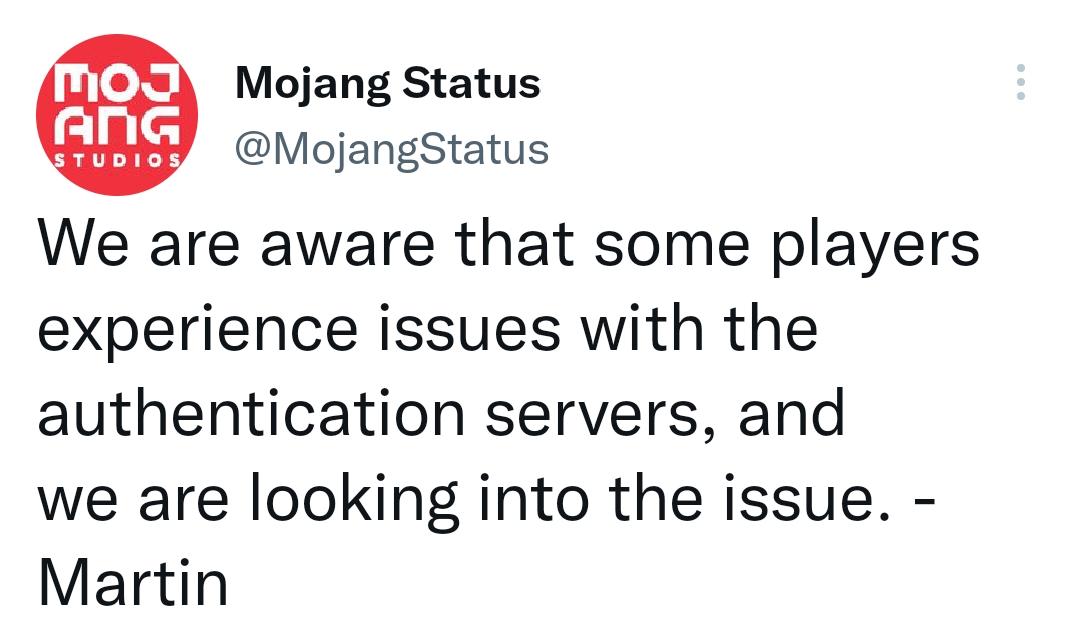 MOJ
ANG
STUDIOS
Mojang Status
@MojangStatus
We are aware that some players
experience issues with the
authentication servers, and
we are looking into the issue. -
Martin